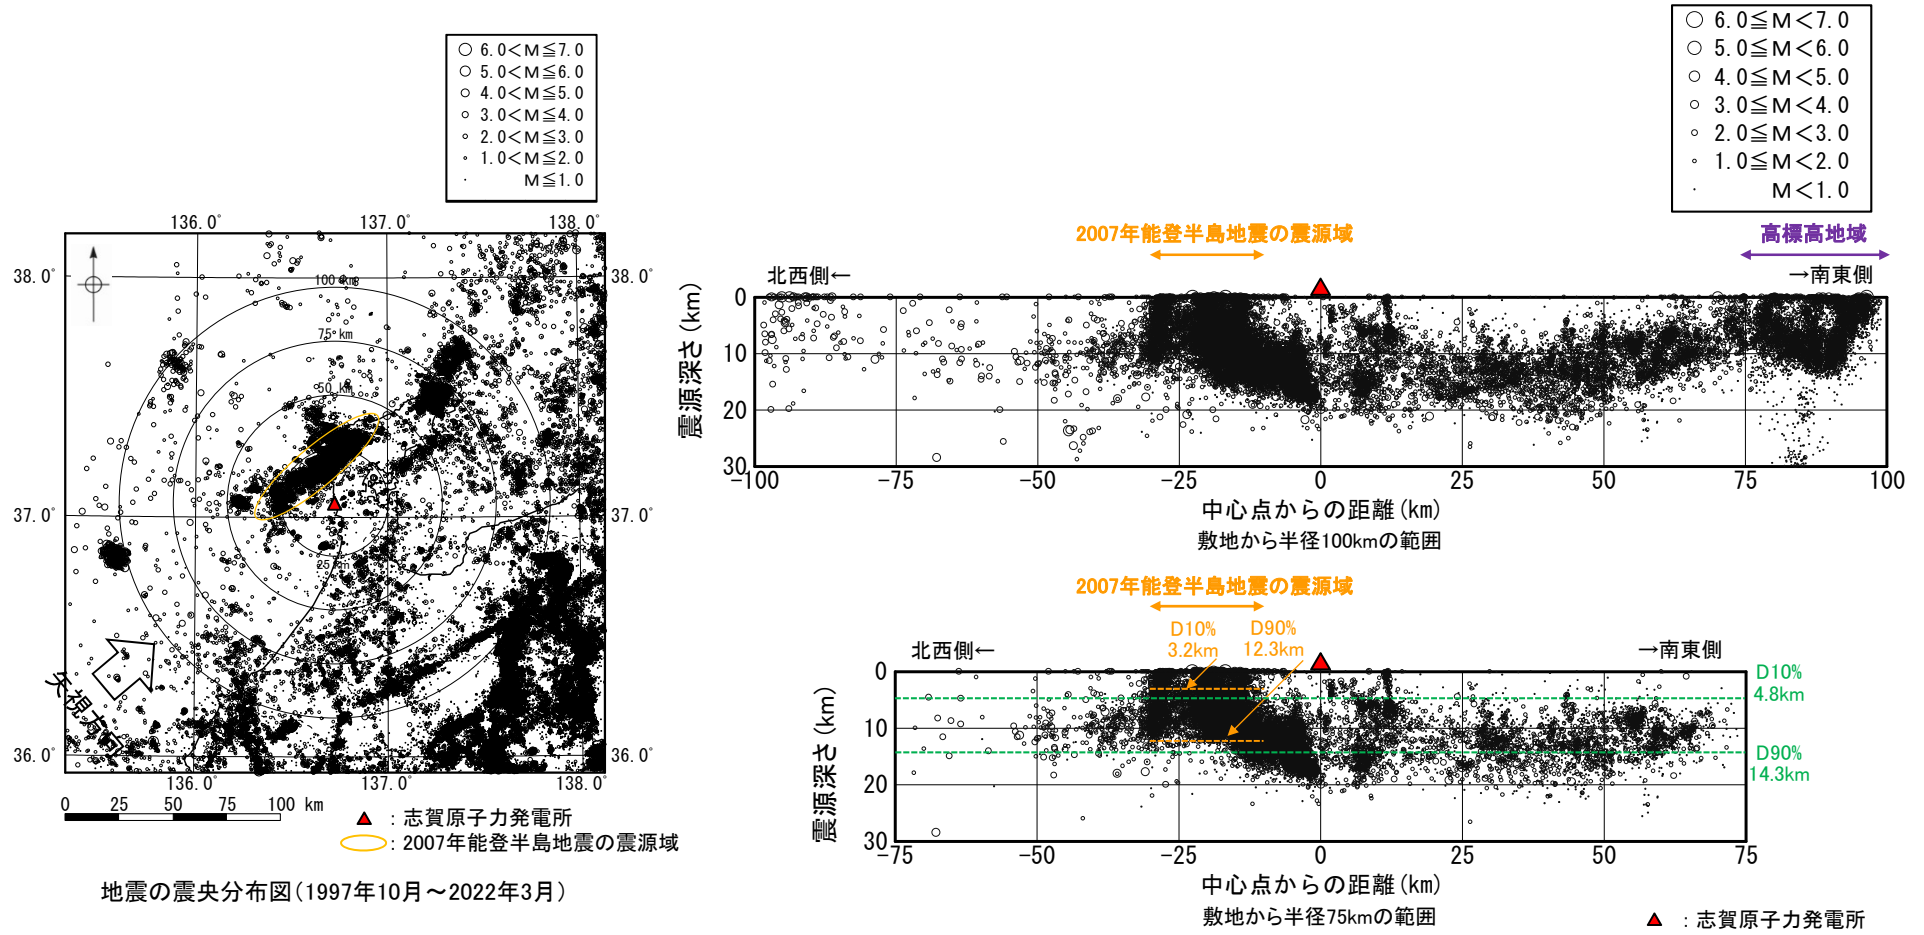 6.0<M≦7.0
5.0<M≦6.0
4.0<M≦5.0
3.0<M≦4.0
2.0<M≦3.0
1.0<M≦2.0
M≦1.0
136.0° 137.0° 138.0°
38.0° 38.0°
37.0° 37.0°
36.0° 36.0°
100 km
75 km
50 km
25 km
矢視方向
136.0° 137.0° 138.0°
0 25 50 75 100 km
：志賀原子力発電所
：2007年能登半島地震の震源域
地震の震央分布図（1997年10月～2022年3月）
6.0≦M<7.0
5.0≦M<6.0
4.0≦M<5.0
3.0≦M<4.0
2.0≦M<3.0
1.0≦M<2.0
M<1.0
2007年能登半島地震の震源域
高標高地域
北西側←
→南東側
震源深さ(km)
0
10
20
30
-100 -75 -50 -25 0 25 50 75 100
中心点からの距離(km)
敷地から半径100kmの範囲
2007年能登半島地震の震源域
D10%
3.2km
D90%
12.3km
北西側←
→南東側
D10%
4.8km
D90%
14.3km
震源深さ(km)
0
10
20
30
-75 -50 -25 0 25 50 75
中心点からの距離(km)
敷地から半径75kmの範囲
：志賀原子力発電所